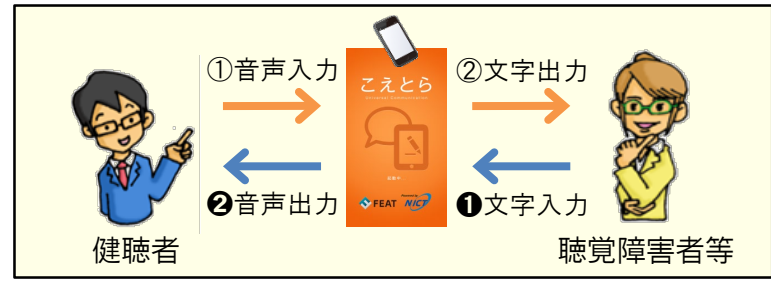 ①音声入力
②文字出力
こえとら
FEAT
NICT
❷音声出力
❶文字入力
健聴者
聴覚障害者等